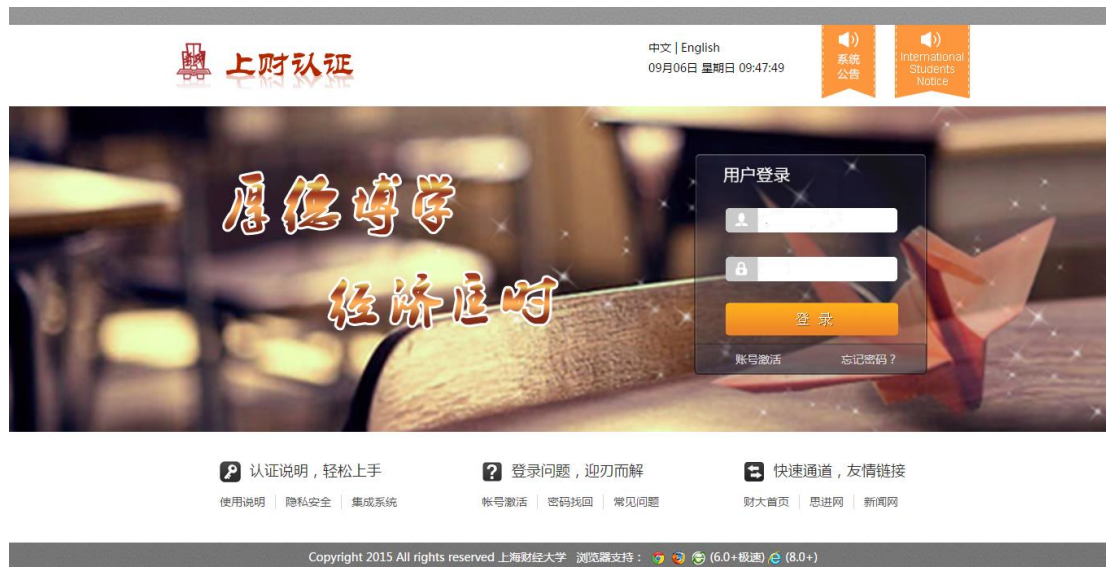 上财认证
中文 | English
09月06日 星期日 09:47:49
系统
公告
International
Students
Notice
厚德博学
经济匡时
用户登录
登 录
账号激活 忘记密码？
认证说明，轻松上手
使用说明 | 隐私安全 | 集成系统
登录问题，迎刃而解
帐号激活 | 密码找回 | 常见问题
快速通道，友情链接
财大首页 | 思进网 | 新闻网
Copyright 2015 All rights reserved 上海财经大学 浏览器支持： (6.0+极速) (8.0+)